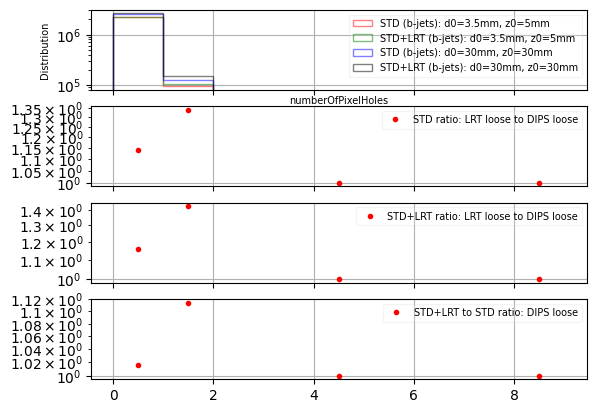 Distribution
10⁶
10⁵
STD (b-jets): d0=3.5mm, z0=5mm
STD+LRT (b-jets): d0=3.5mm, z0=5mm
STD (b-jets): d0=30mm, z0=30mm
STD+LRT (b-jets): d0=30mm, z0=30mm
numberOfPixelHoles
1.35 × 10⁰
1.3 × 10⁰
1.25 × 10⁰
1.2 × 10⁰
1.15 × 10⁰
1.1 × 10⁰
1.05 × 10⁰
10⁰
STD ratio: LRT loose to DIPS loose
1.4 × 10⁰
1.3 × 10⁰
1.2 × 10⁰
1.1 × 10⁰
10⁰
STD+LRT ratio: LRT loose to DIPS loose
1.12 × 10⁰
1.10 × 10⁰
1.08 × 10⁰
1.06 × 10⁰
1.04 × 10⁰
1.02 × 10⁰
10⁰
STD+LRT to STD ratio: DIPS loose
0 2 4 6 8